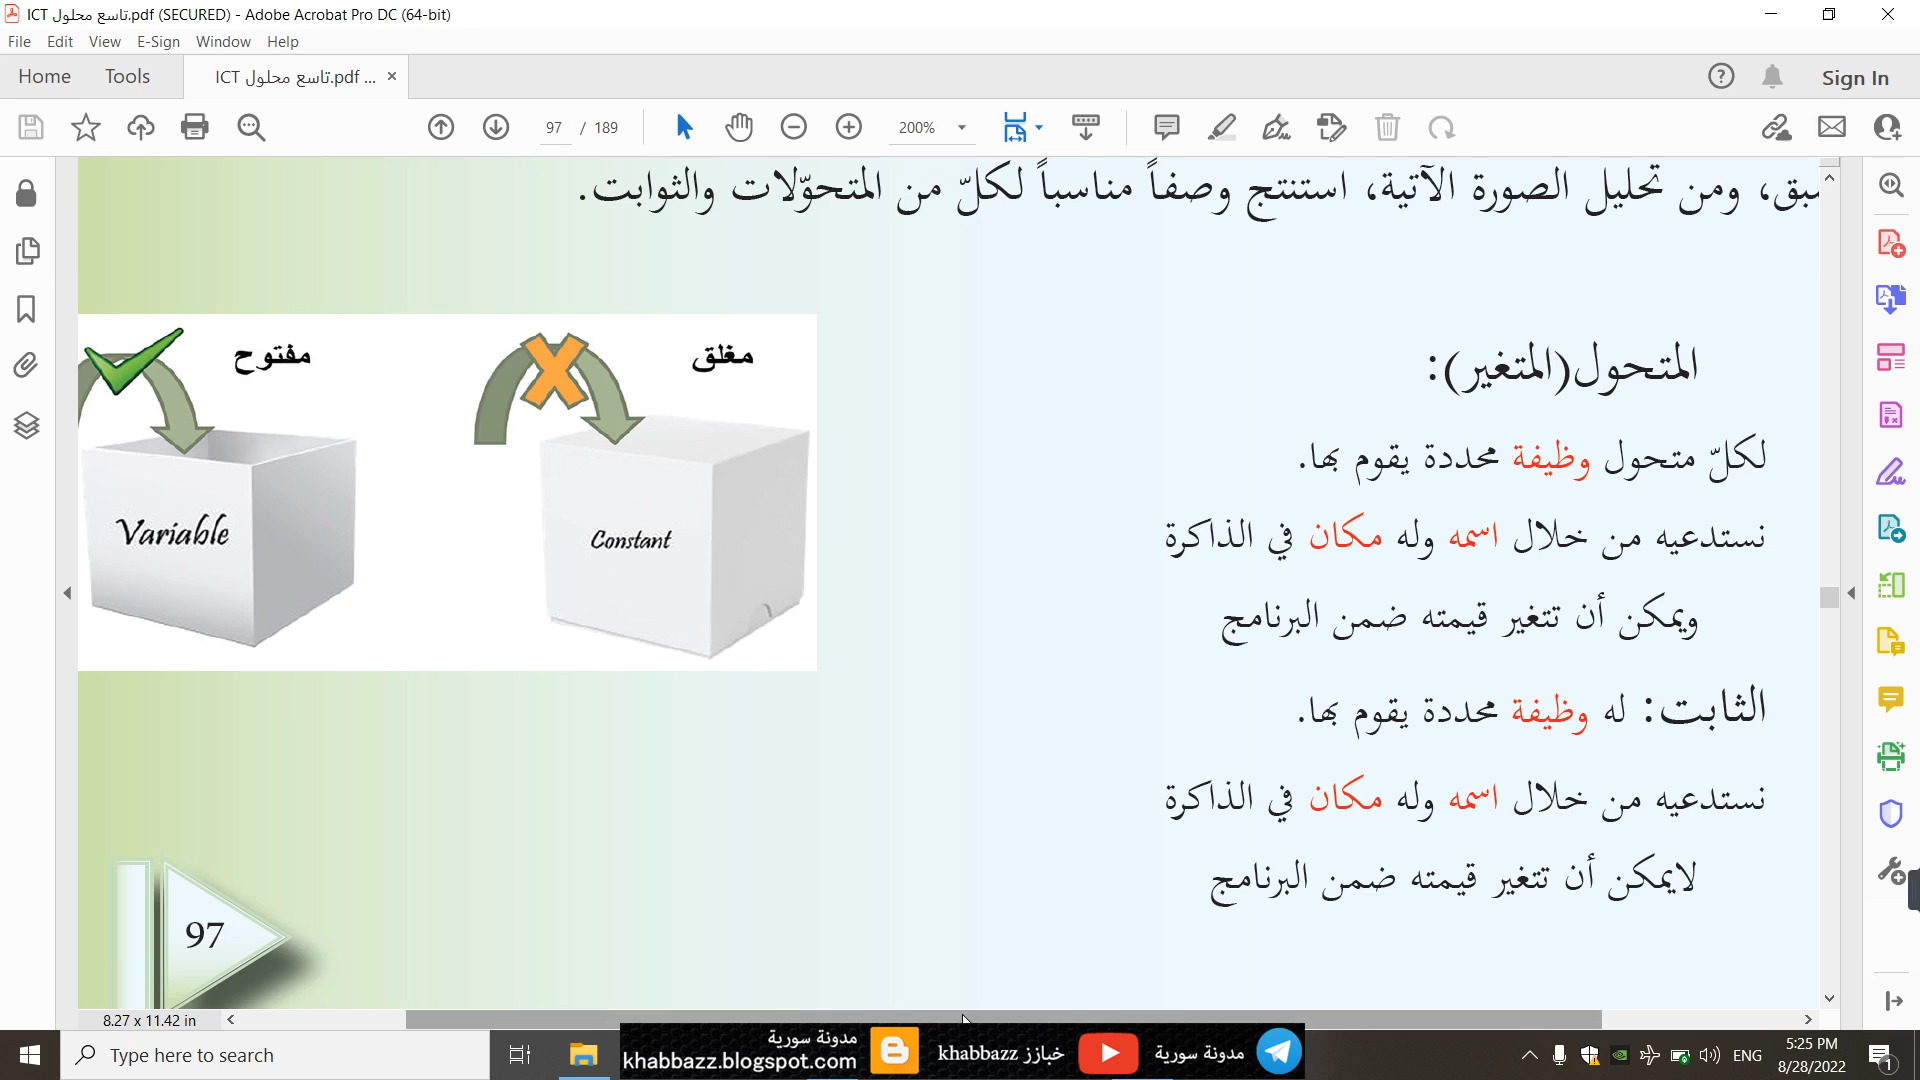 ICT تاسع محلول.pdf (SECURED) - Adobe Acrobat Pro DC (64-bit)
File Edit View E-Sign Window Help
Home Tools ICT تاسع محلول.pdf ... × Sign In
97 / 189 200%
سبق، ومن تحليل الصورة الآتية، استنتج وصفاً مناسباً لكلّ من المتحوّلات والثوابت.
مغلق
مفتوح
Constant
Variable
المتحول(المتغير):
لكلّ متحول وظيفة محددة يقوم بها.
نستدعيه من خلال اسمه وله مكان في الذاكرة
ويمكن أن تتغير قيمته ضمن البرنامج
الثابت: له وظيفة محددة يقوم بها.
نستدعيه من خلال اسمه وله مكان في الذاكرة
لايمكن أن تتغير قيمته ضمن البرنامج
97
8.27 x 11.42 in
Type here to search
مدونة سورية
khabbazz.blogspot.com
خبازز khabbazz
مدونة سورية
ENG
5:25 PM
8/28/2022
1